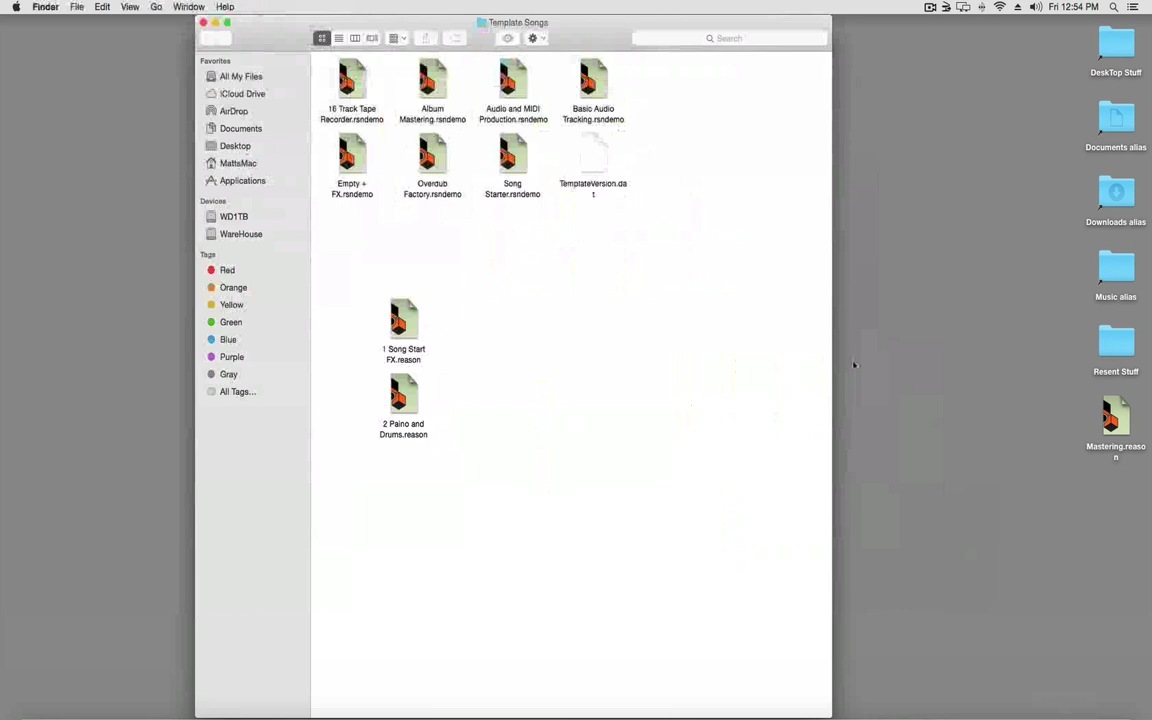 Finder File Edit View Go Window Help
Fri 12:54 PM
Template Songs
Search
Favorites
All My Files
iCloud Drive
AirDrop
Documents
Desktop
MattsMac
Applications
Devices
WD1TB
WareHouse
Tags
Red
Orange
Yellow
Green
Blue
Purple
Gray
All Tags...
16 Track Tape
Recorder.rsndemo
Album
Mastering.rsndemo
Audio and MIDI
Production.rsndemo
Basic Audio
Tracking.rsndemo
Empty +
FX.rsndemo
Overdub
Factory.rsndemo
Song
Starter.rsndemo
TemplateVersion.da
t
1 Song Start
FX.reason
2 Paino and
Drums.reason
DeskTop Stuff
Documents alias
Downloads alias
Music alias
Resent Stuff
Mastering.reaso
n